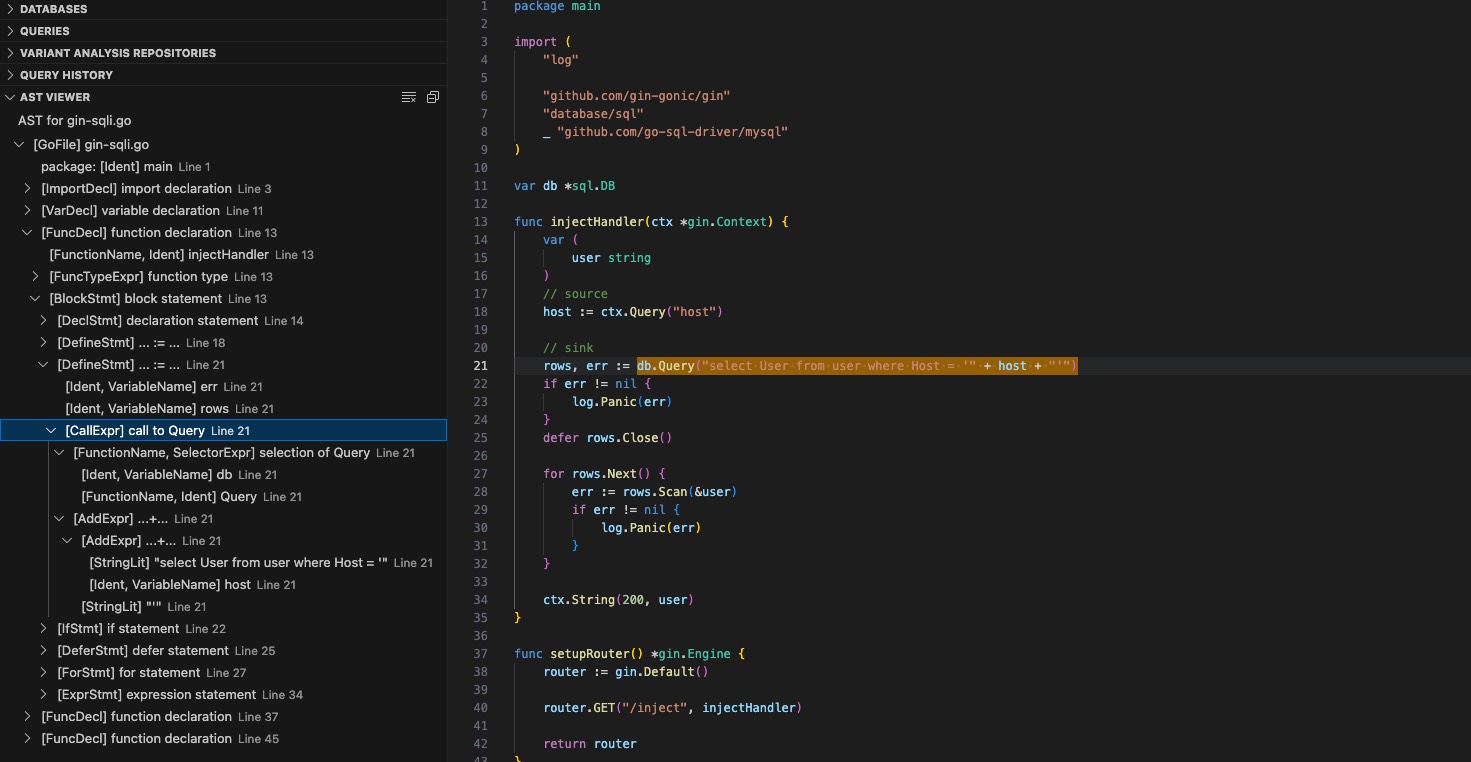 DATABASES
QUERIES
VARIANT ANALYSIS REPOSITORIES
QUERY HISTORY
AST VIEWER
AST for gin-sqli.go
[GoFile] gin-sqli.go
package: [Ident] main Line 1
[ImportDecl] import declaration Line 3
[VarDecl] variable declaration Line 11
[FuncDecl] function declaration Line 13
[FunctionName, Ident] injectHandler Line 13
[FuncTypeExpr] function type Line 13
[BlockStmt] block statement Line 13
[DeclStmt] declaration statement Line 14
[DefineStmt] ... := ... Line 18
[DefineStmt] ... := ... Line 21
[Ident, VariableName] err Line 21
[Ident, VariableName] rows Line 21
[CallExpr] call to Query Line 21
[FunctionName, SelectorExpr] selection of Query Line 21
[Ident, VariableName] db Line 21
[FunctionName, Ident] Query Line 21
[AddExpr] ...+... Line 21
[AddExpr] ...+... Line 21
[StringLit] "select User from user where Host = '" Line 21
[Ident, VariableName] host Line 21
[StringLit] "'" Line 21
[IfStmt] if statement Line 22
[DeferStmt] defer statement Line 25
[ForStmt] for statement Line 27
[ExprStmt] expression statement Line 34
[FuncDecl] function declaration Line 37
[FuncDecl] function declaration Line 45
1 package main
2
3 import (
4 "log"
5
6 "github.com/gin-gonic/gin"
7 "database/sql"
8 _ "github.com/go-sql-driver/mysql"
9 )
10
11 var db *sql.DB
12
13 func injectHandler(ctx *gin.Context) {
14 var (
15 user string
16 )
17 // source
18 host := ctx.Query("host")
19
20 // sink
21 rows, err := db.Query("select User from user where Host = '" + host + "'")
22 if err != nil {
23 log.Panic(err)
24 }
25 defer rows.Close()
26
27 for rows.Next() {
28 err := rows.Scan(&user)
29 if err != nil {
30 log.Panic(err)
31 }
32 }
33
34 ctx.String(200, user)
35 }
36
37 func setupRouter() *gin.Engine {
38 router := gin.Default()
39
40 router.GET("/inject", injectHandler)
41
42 return router
43 }